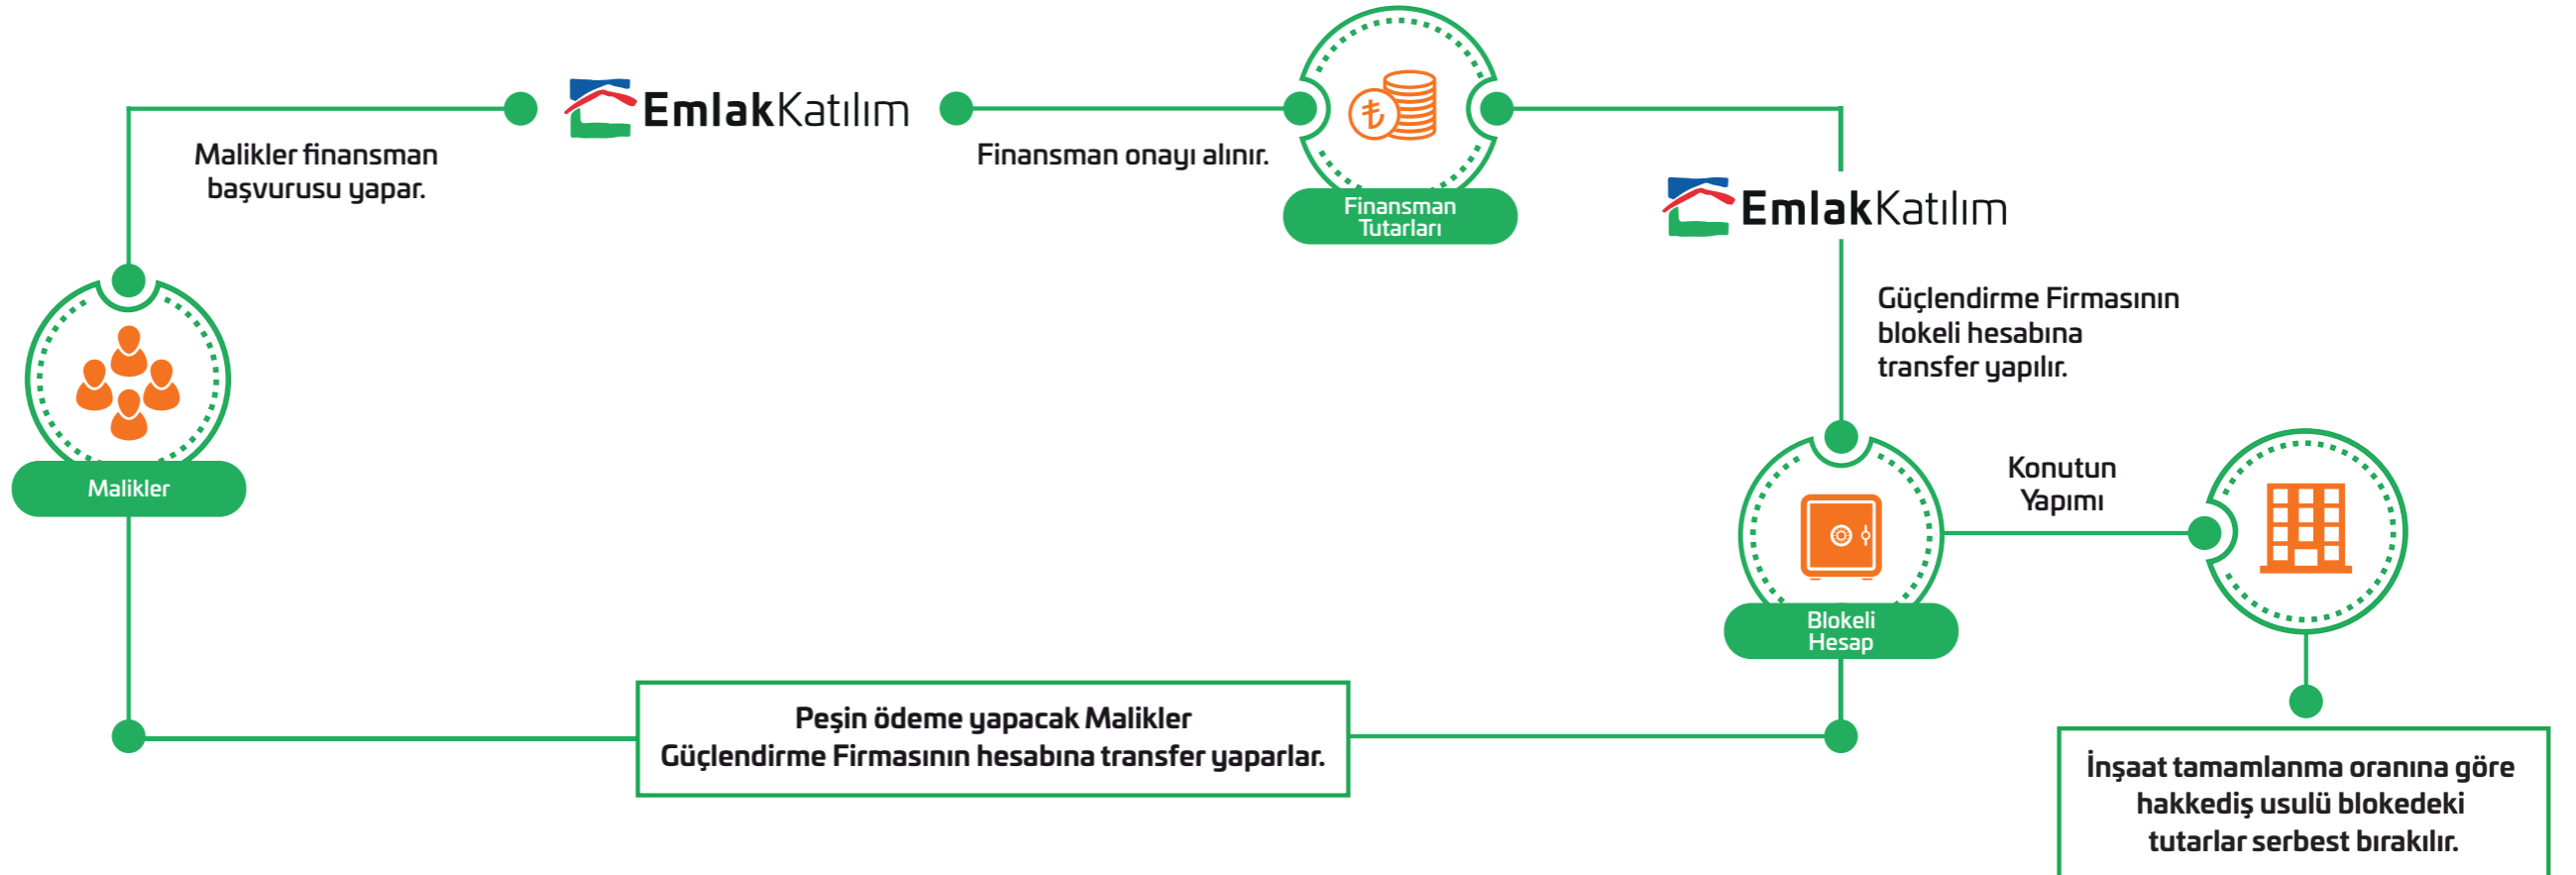 EmlakKatılım
Malikler finansman
başvurusu yapar.
Finansman onayı alınır.
Finansman
Tutarları
EmlakKatılım
Güçlendirme Firmasının
blokeli hesabına
transfer yapılır.
Malikler
Konutun
Yapımı
Blokeli
Hesap
Peşin ödeme yapacak Malikler
Güçlendirme Firmasının hesabına transfer yaparlar.
İnşaat tamamlanma oranına göre
hakkediş usulü blokedeki
tutarlar serbest bırakılır.